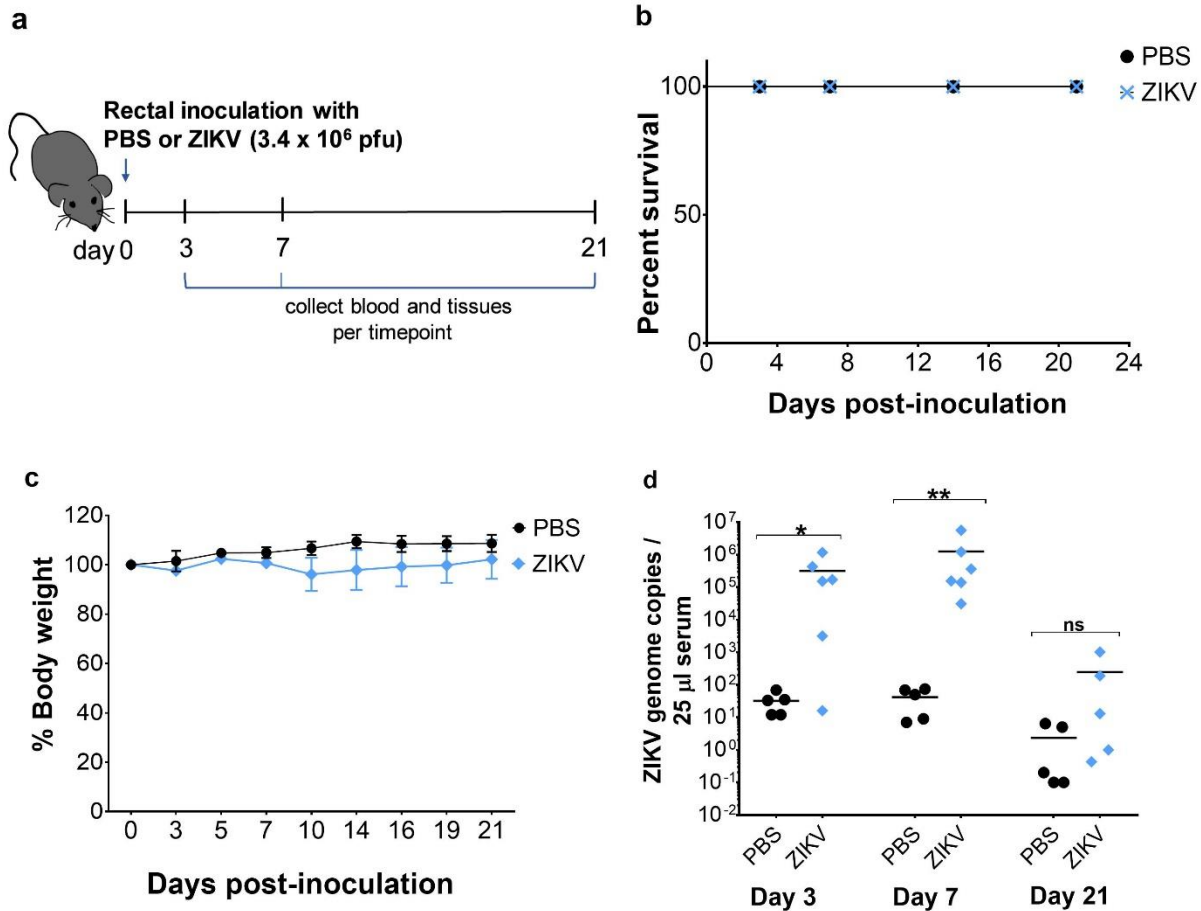 a
Rectal inoculation with
PBS or ZIKV (3.4 x 10⁶ pfu)
day 0 3 7 21
collect blood and tissues
per timepoint
b
PBS
ZIKV
Percent survival
100
50
0
0 4 8 12 16 20 24
Days post-inoculation
c
% Body weight
120
100
80
60
40
20
0
PBS
ZIKV
0 3 5 7 10 14 16 19 21
Days post-inoculation
d
ZIKV genome copies /
25 µl serum
10⁷
10⁶
10⁵
10⁴
10³
10²
10¹
10⁰
10⁻¹
10⁻²
* ** ns
PBS ZIKV PBS ZIKV PBS ZIKV
Day 3 Day 7 Day 21